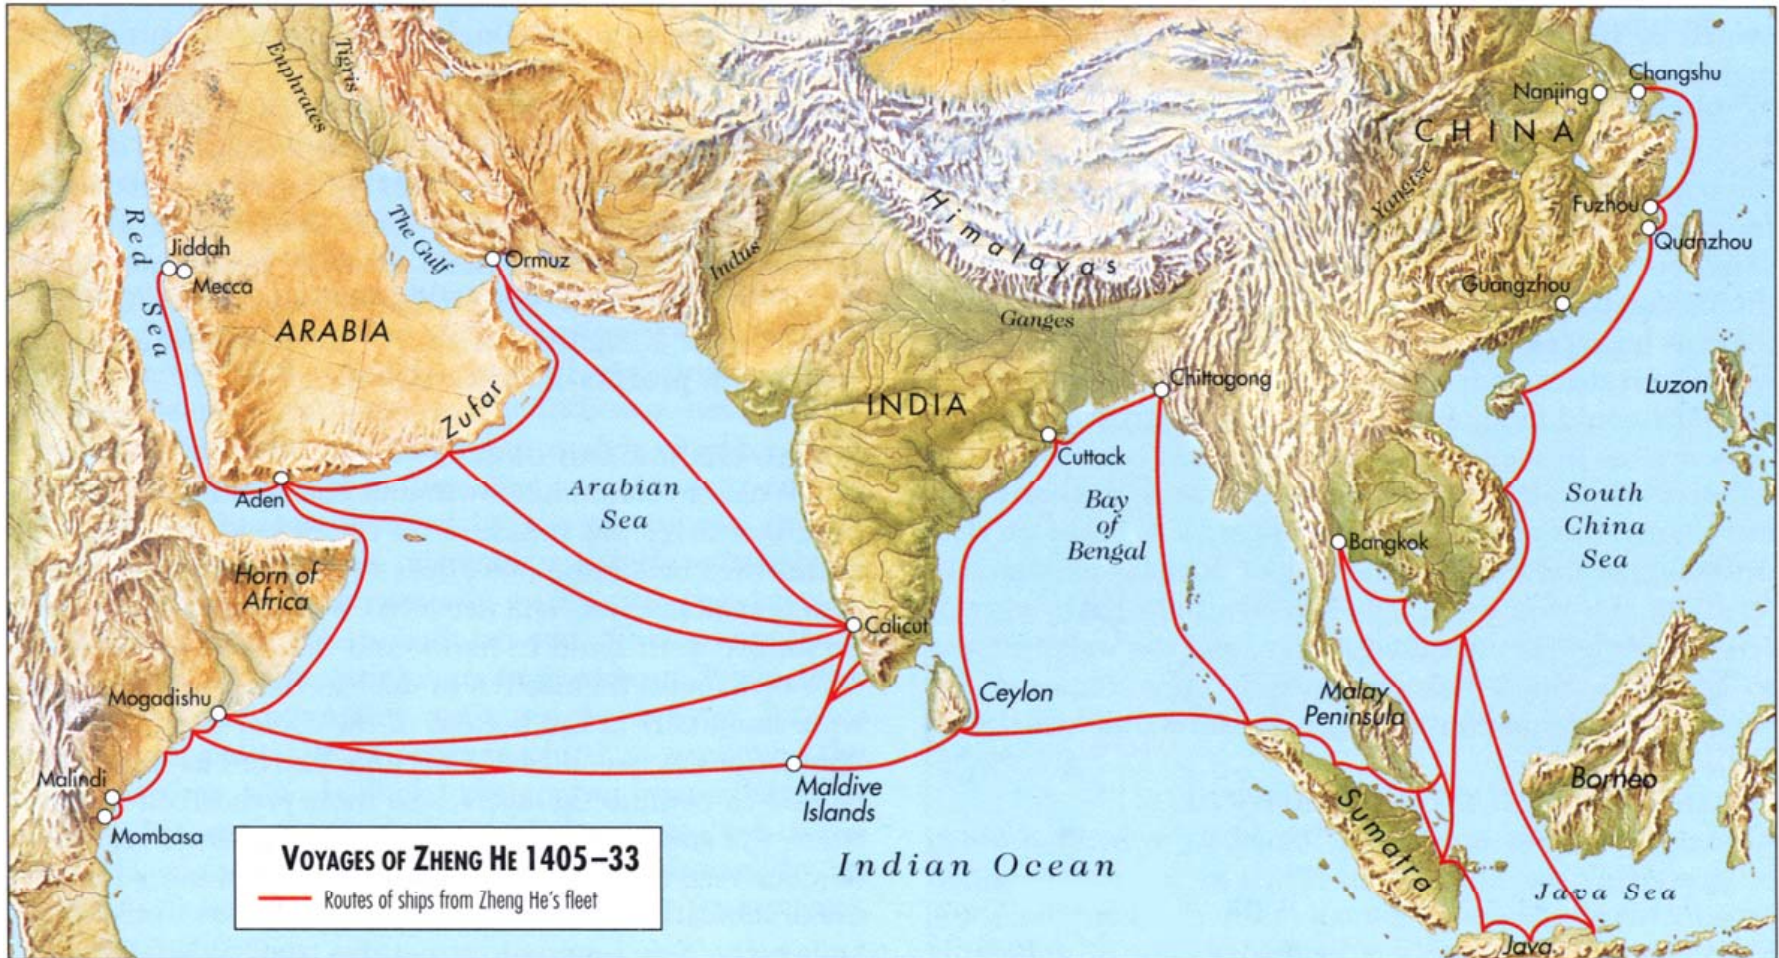 Euphrates
Tigris
Nanjing
Changshu
CHINA
Yangtse
Fuzhou
Quanzhou
Guangzhou
Himalayas
Red Sea
Jiddah
Mecca
The Gulf
Ormuz
Indus
Ganges
ARABIA
Zufar
INDIA
Chittagong
Luzon
Cuttack
Aden
Arabian
Sea
Bay
of
Bengal
South
China
Sea
Bangkok
Horn of
Africa
Calicut
Mogadishu
Ceylon
Malay
Peninsula
Malindi
Mombasa
Maldive
Islands
Borneo
Sumatra
Indian Ocean
Java Sea
Java
VOYAGES OF ZHENG HE 1405–33
Routes of ships from Zheng He's fleet